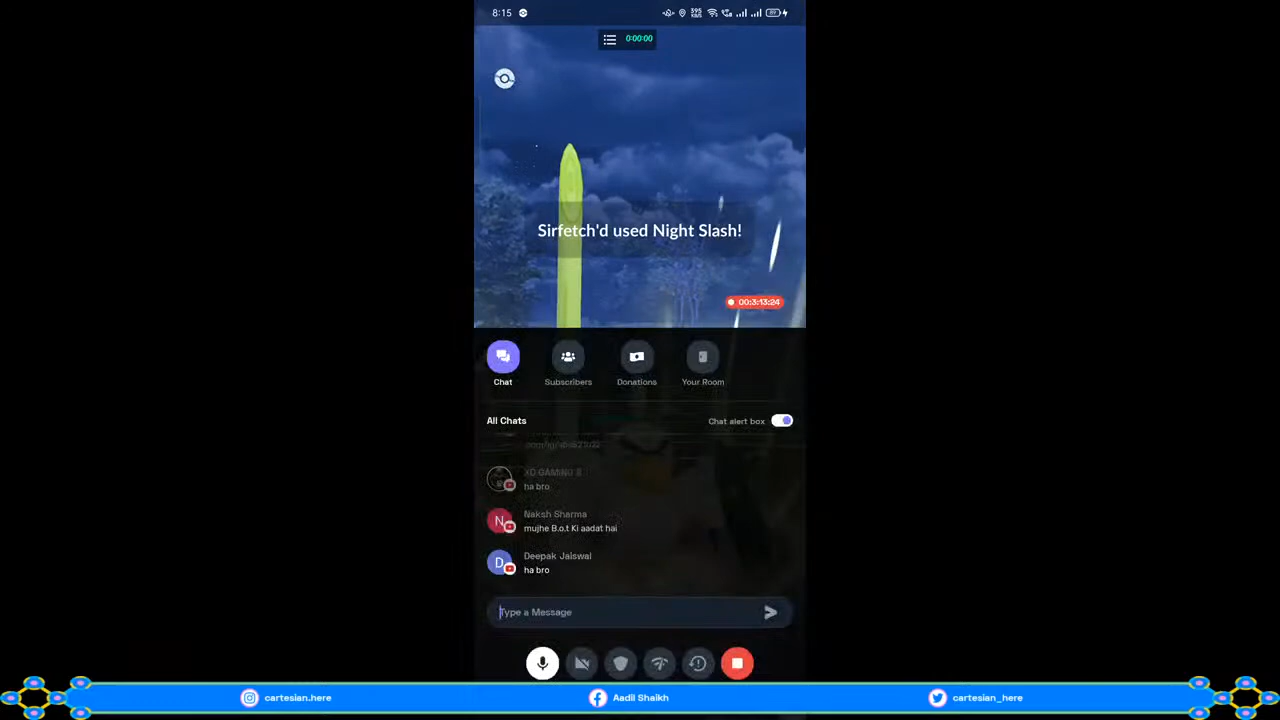 8:15
0:00:00
Sirfetch'd used Night Slash!
00:3:13:24
Chat
Subscribers
Donations
Your Room
All Chats
Chat alert box
XD GAMING
ha bro
Naksh Sharma
mujhe B.o.t Ki aadat hai
Deepak Jaiswal
ha bro
Type a Message
cartesian.here
Aadil Shaikh
cartesian_here